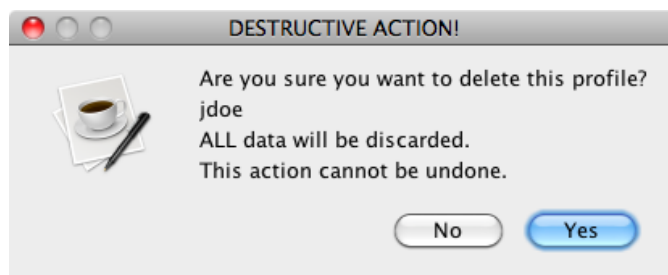 DESTRUCTIVE ACTION!
Are you sure you want to delete this profile?
jdoe
ALL data will be discarded.
This action cannot be undone.
No
Yes